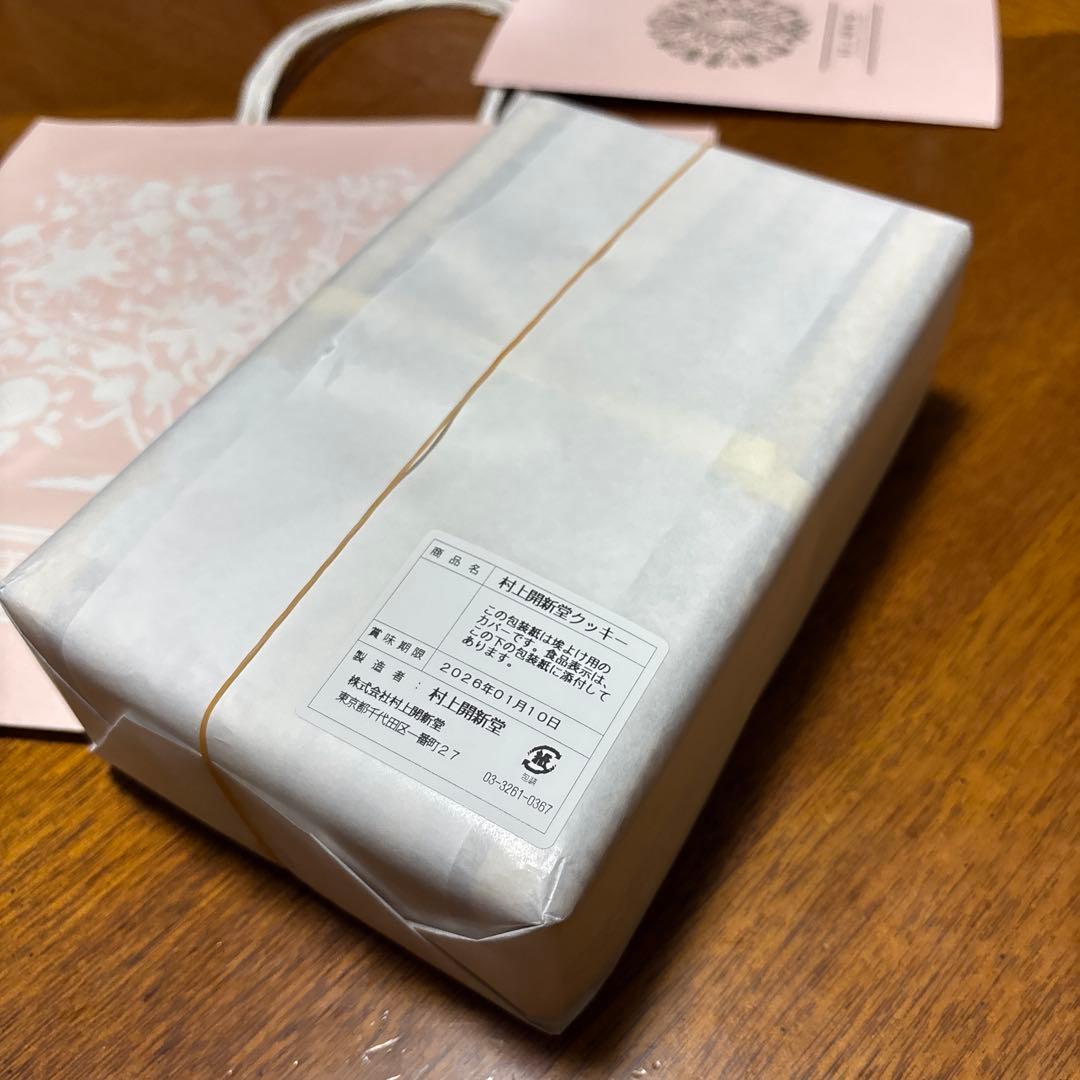 商品名
村上開新堂クッキー
この包装紙は埃よけ用の
カバーです。食品表示は、
この下の包装紙に添付して
あります。
賞味期限
2026年01月10日
製造者：
村上開新堂
株式会社村上開新堂
東京都千代田区一番町27
紙
包装
03-3261-0367